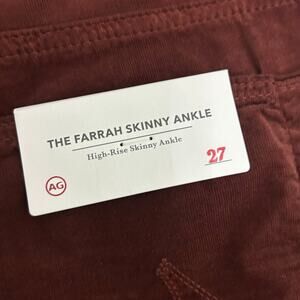 THE FARRAH SKINNY ANKLE
High-Rise Skinny Ankle
AG
27